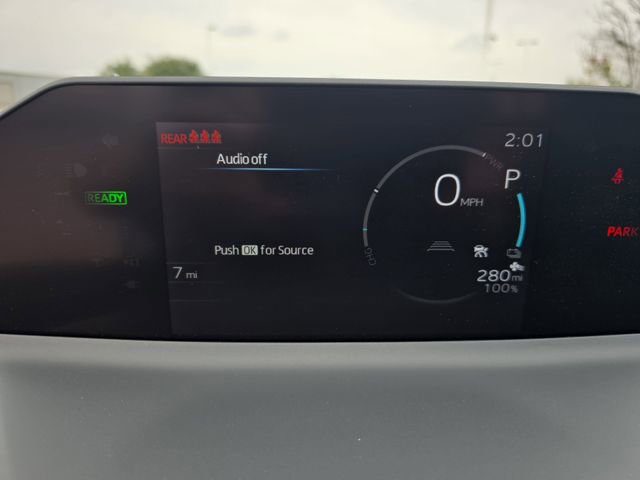 REAR
Audio off
2:01
PWR
P
0 MPH
READY
PARK
Push OK for Source
CHG
7 mi
280 mi
100%